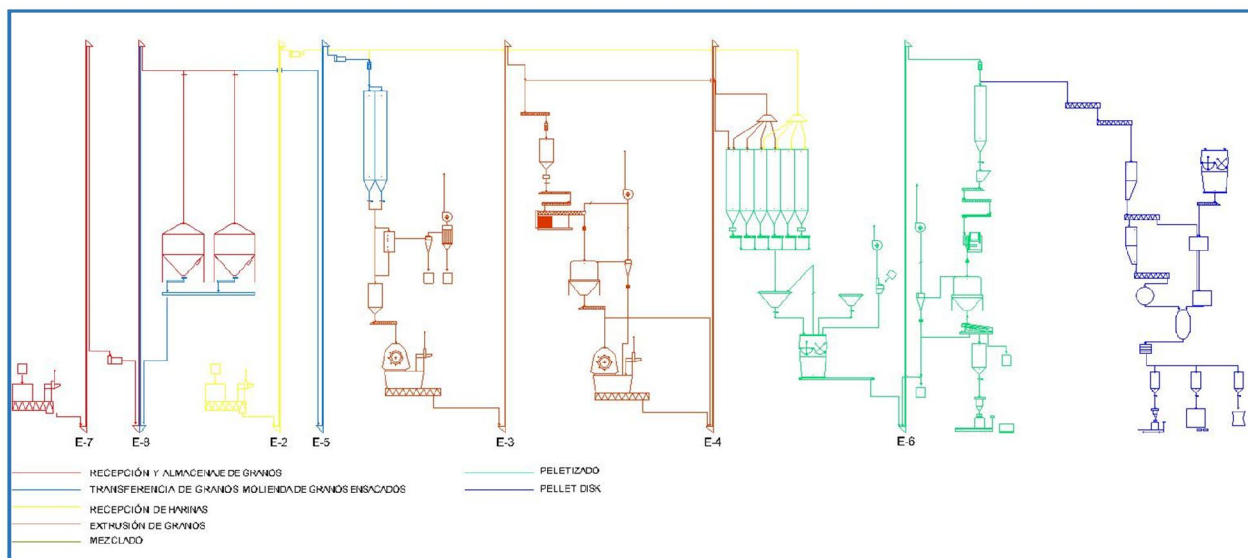 E-7
E-8
E-2
E-5
E-3
E-4
E-6
RECEPCIÓN Y ALMACENAJE DE GRANOS
TRANSFERENCIA DE GRANOS MOLIENDA DE GRANOS ENSACADOS
RECEPCIÓN DE HARINAS
EXTRUSIÓN DE GRANOS
MEZCLADO
PELETIZADO
PELLET DISK